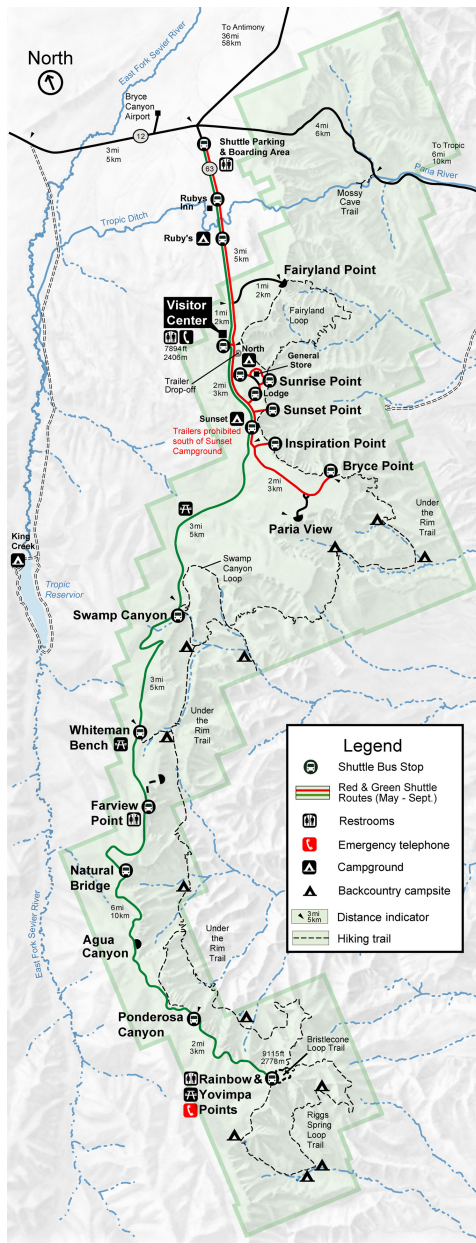 To Antimony
36mi
58km
North
East Fork Sevier River
Bryce
Canyon
Airport
12
3mi
5km
4mi
6km
To Tropic
6mi
10km
Paria River
Shuttle Parking
& Boarding Area
63
Mossy
Cave
Trail
Rubys
Inn
Tropic Ditch
Ruby's
3mi
5km
Fairyland Point
1mi
2km
Visitor
Center
1mi
2km
Fairyland
Loop
7894ft
2406m
North
General
Store
Trailer
Drop-off
Sunrise Point
2mi
3km
Lodge
Sunset Point
Sunset
Trailers prohibited
south of Sunset
Campground
Inspiration Point
Bryce Point
2mi
3km
Under
the
Rim
Trail
Paria View
3mi
5km
King
Creek
Swamp
Canyon
Loop
Tropic
Reservior
Swamp Canyon
3mi
5km
Under
the
Rim
Trail
Whiteman
Bench
Farview
Point
Natural
Bridge
6mi
10km
East Fork Sevier River
Agua
Canyon
Under
the
Rim
Trail
Ponderosa
Canyon
2mi
3km
9115ft
2778m
Bristlecone
Loop Trail
Rainbow &
Yovimpa
Points
Riggs
Spring
Loop
Trail
Legend
Shuttle Bus Stop
Red & Green Shuttle
Routes (May - Sept.)
Restrooms
Emergency telephone
Campground
Backcountry campsite
3mi
5km
Distance indicator
Hiking trail